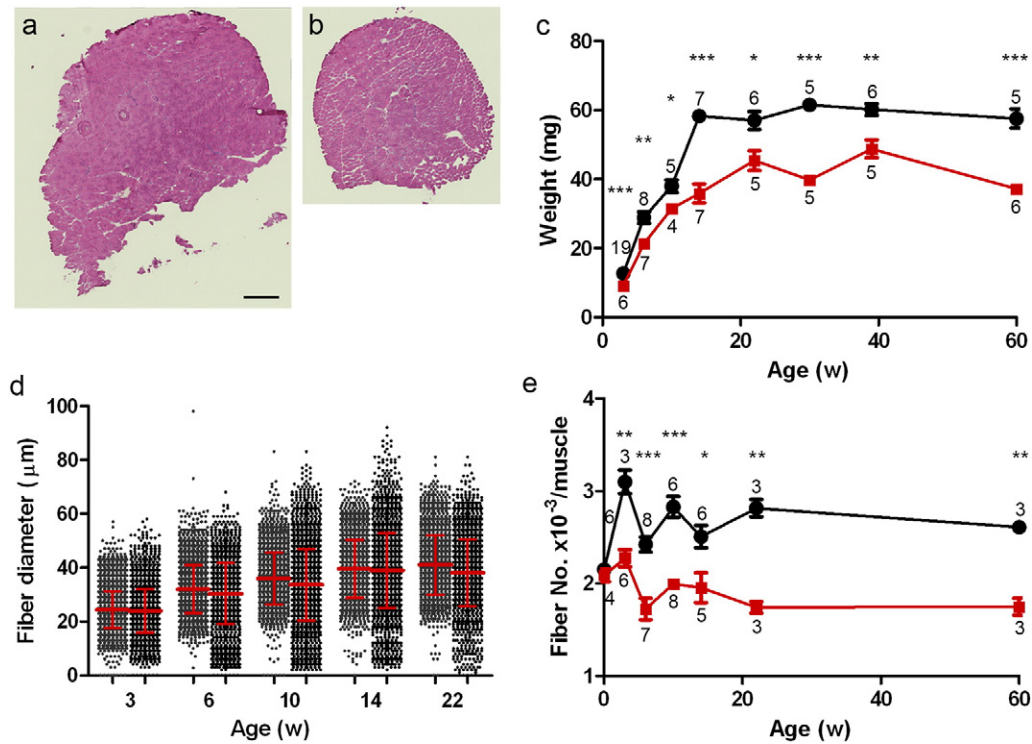 a
b
c
80
60
40
20
0
Weight (mg)
*** ** * *** * *** ** ***
19 8 5 7 6 5 6 5
6 7 4 7 5 5 5 6
0 20 40 60
Age (w)
d
100
80
60
40
20
0
Fiber diameter (μm)
3 6 10 14 22
Age (w)
e
4
3
2
1
Fiber No. x10⁻³/muscle
** *** *** * ** **
6 3 8 6 6 3 3
4 6 7 8 5 3 3
0 20 40 60
Age (w)